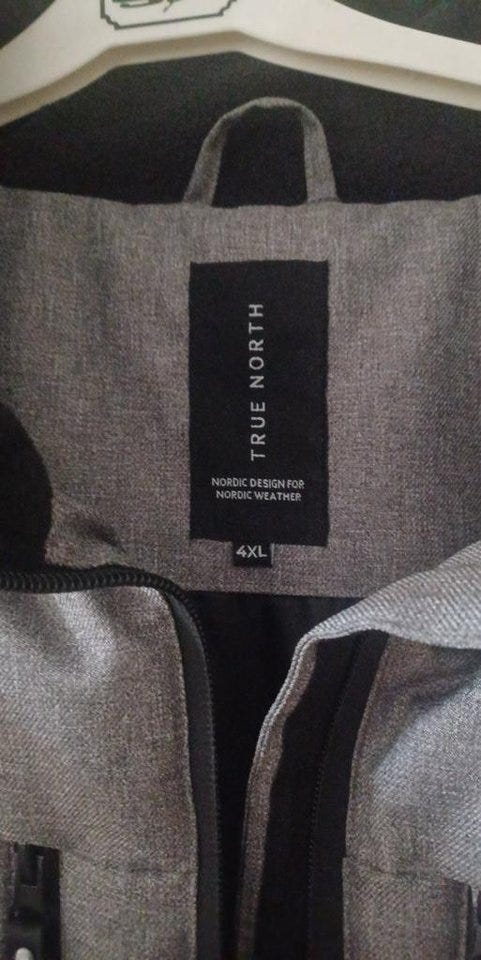 TRUE NORTH
NORDIC DESIGN FOR
NORDIC WEATHER
4XL